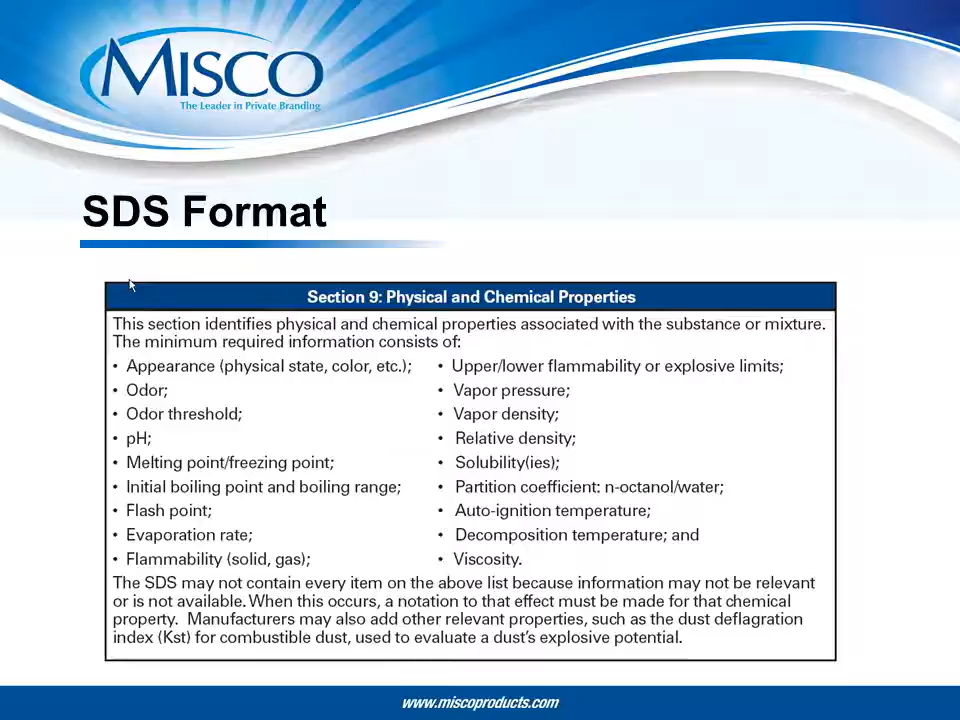 MISCO
The Leader in Private Branding
SDS Format
Section 9: Physical and Chemical Properties
This section identifies physical and chemical properties associated with the substance or mixture.
The minimum required information consists of:
• Appearance (physical state, color, etc.);
• Odor;
• Odor threshold;
• pH;
• Melting point/freezing point;
• Initial boiling point and boiling range;
• Flash point;
• Evaporation rate;
• Flammability (solid, gas);
• Upper/lower flammability or explosive limits;
• Vapor pressure;
• Vapor density;
• Relative density;
• Solubility(ies);
• Partition coefficient: n-octanol/water;
• Auto-ignition temperature;
• Decomposition temperature; and
• Viscosity.
The SDS may not contain every item on the above list because information may not be relevant
or is not available. When this occurs, a notation to that effect must be made for that chemical
property. Manufacturers may also add other relevant properties, such as the dust deflagration
index (Kst) for combustible dust, used to evaluate a dust's explosive potential.
www.miscoproducts.com